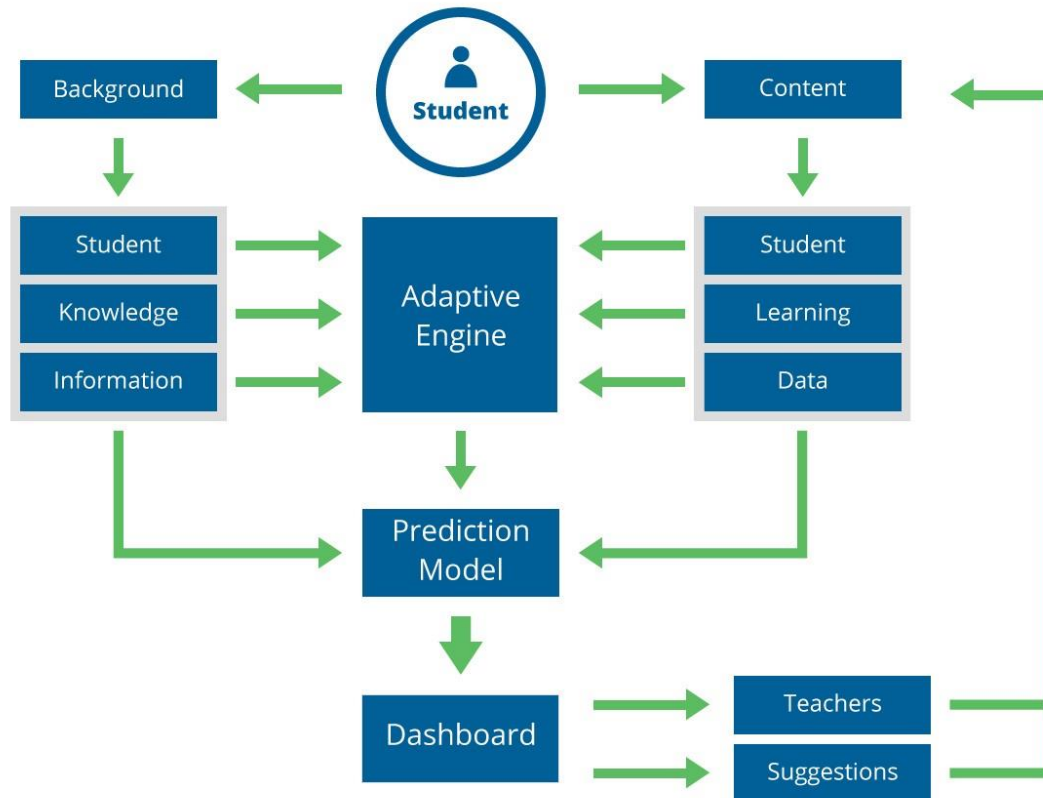 Student
Background
Content
Student
Knowledge
Information
Adaptive
Engine
Student
Learning
Data
Prediction
Model
Dashboard
Teachers
Suggestions